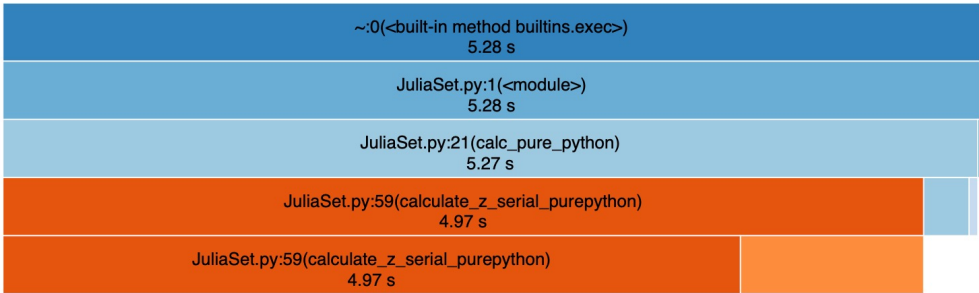 ~:0(<built-in method builtins.exec>)
5.28 s
JuliaSet.py:1(<module>)
5.28 s
JuliaSet.py:21(calc_pure_python)
5.27 s
JuliaSet.py:59(calculate_z_serial_purepython)
4.97 s
JuliaSet.py:59(calculate_z_serial_purepython)
4.97 s